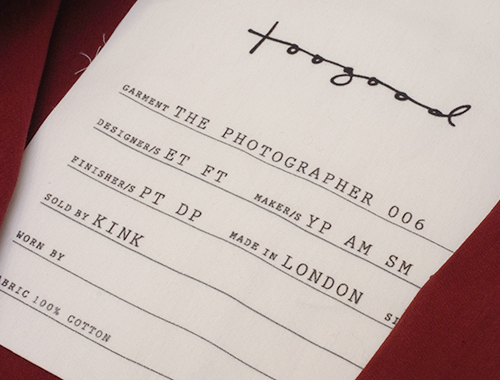 toogood
GARMENT THE PHOTOGRAPHER 006
DESIGNER/S ET FT MAKER/S YP AM SM
FINISHER/S PT DP MADE IN LONDON
SOLD BY KINK
WORN BY
FABRIC 100% COTTON